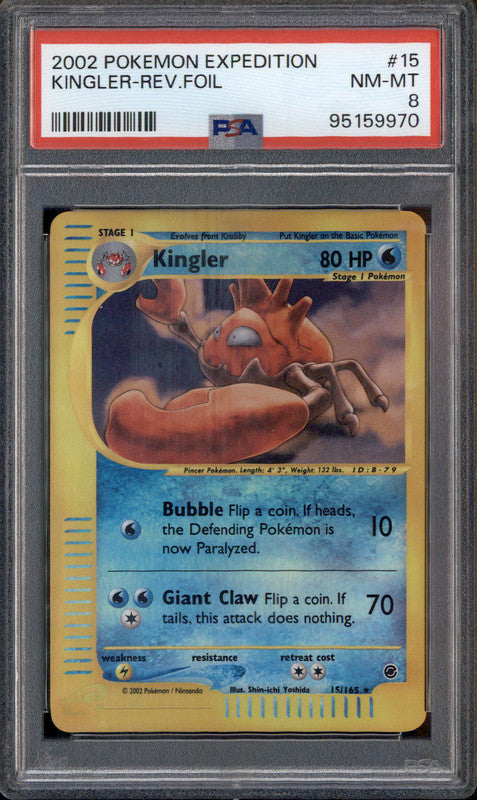 2002 POKEMON EXPEDITION #15
KINGLER-REV.FOIL NM-MT
8
PSA 95159970
STAGE 1 Evolves from Krabby Put Kingler on the Basic Pokémon
Kingler 80 HP
Stage 1 Pokémon
Pincer Pokémon. Length: 4' 3", Weight: 132 lbs. ID:B-79
Bubble Flip a coin. If heads,
the Defending Pokémon is 10
now Paralyzed.
Giant Claw Flip a coin. If 70
tails, this attack does nothing.
weakness resistance retreat cost
© 2002 Pokémon / Nintendo Illus. Shin-ichi Yoshida 15/165
PSA